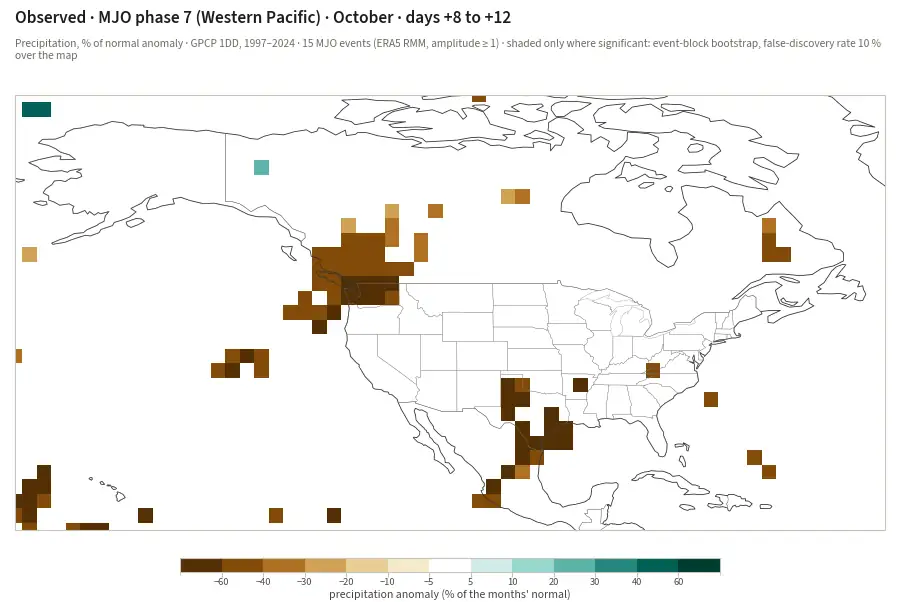 Observed · MJO phase 7 (Western Pacific) · October · days +8 to +12
Precipitation, % of normal anomaly · GPCP 1DD, 1997–2024 · 15 MJO events (ERA5 RMM, amplitude ≥ 1) · shaded only where significant: event-block bootstrap, false-discovery rate 10 %
over the map
−60 −40 −30 −20 −10 −5 5 10 20 30 40 60
precipitation anomaly (% of the months' normal)